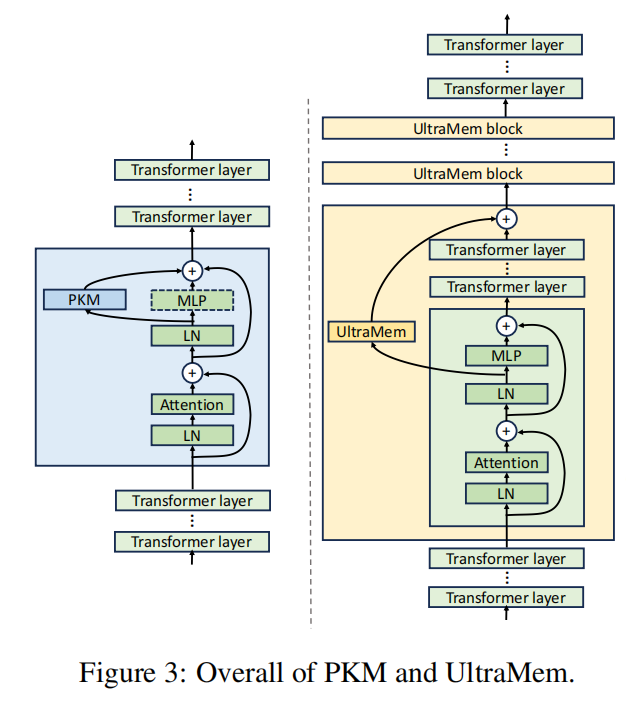 Transformer layer
⋮
Transformer layer
+
PKM
MLP
LN
+
Attention
LN
Transformer layer
⋮
Transformer layer
Transformer layer
⋮
Transformer layer
UltraMem block
⋮
UltraMem block
+
Transformer layer
⋮
Transformer layer
UltraMem
+
MLP
LN
+
Attention
LN
Transformer layer
⋮
Transformer layer
Figure 3: Overall of PKM and UltraMem.